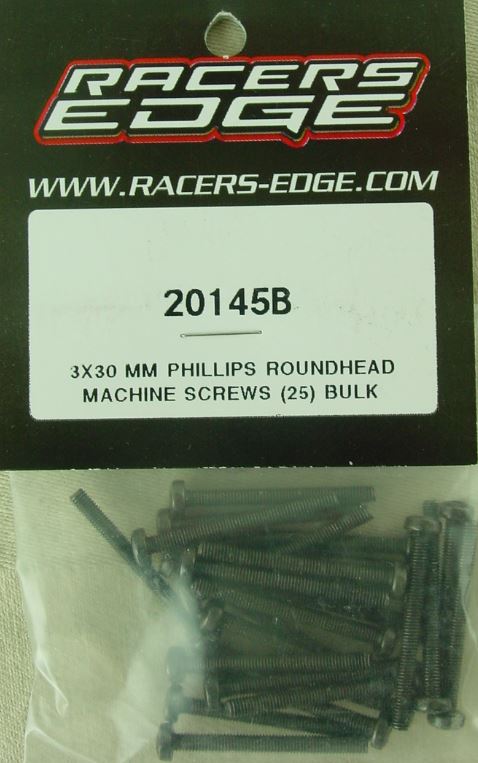 RACERS
EDGE
WWW.RACERS-EDGE.COM
20145B
3X30 MM PHILLIPS ROUNDHEAD
MACHINE SCREWS (25) BULK